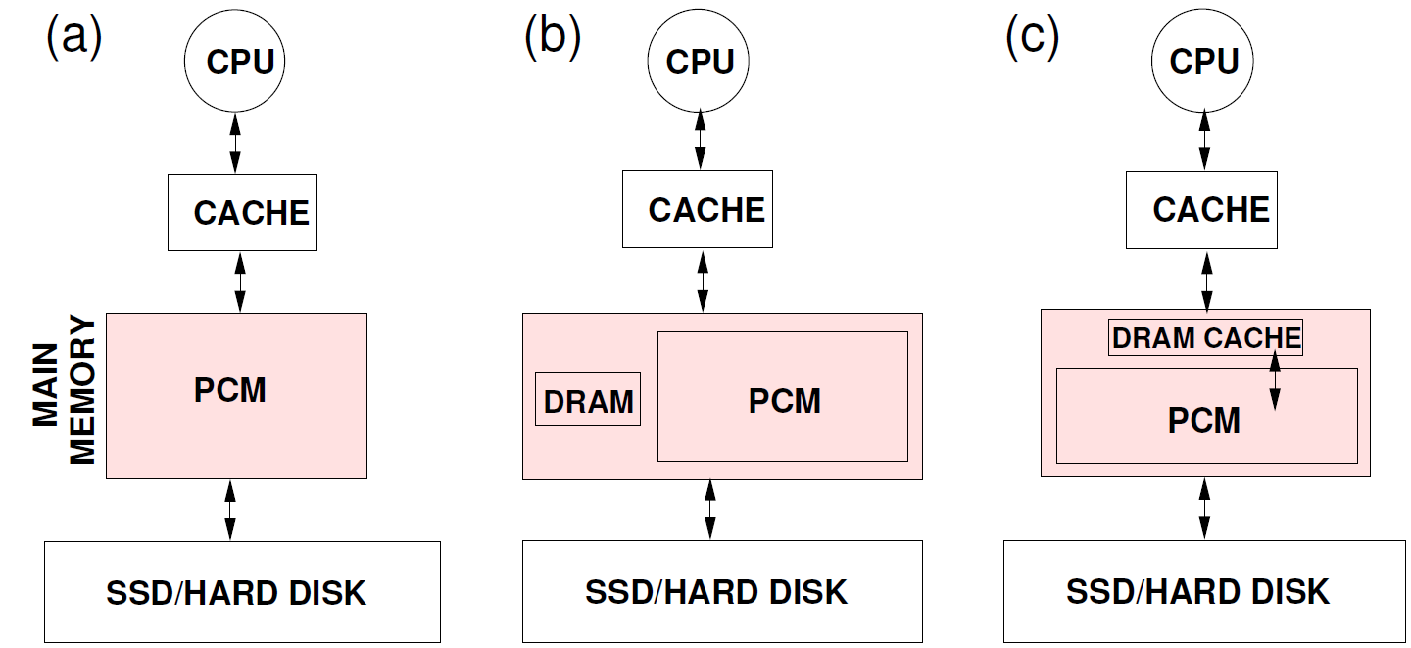 (a)
CPU
CACHE
MAIN
MEMORY
PCM
SSD/HARD DISK
(b)
CPU
CACHE
DRAM
PCM
SSD/HARD DISK
(c)
CPU
CACHE
DRAM CACHE
PCM
SSD/HARD DISK